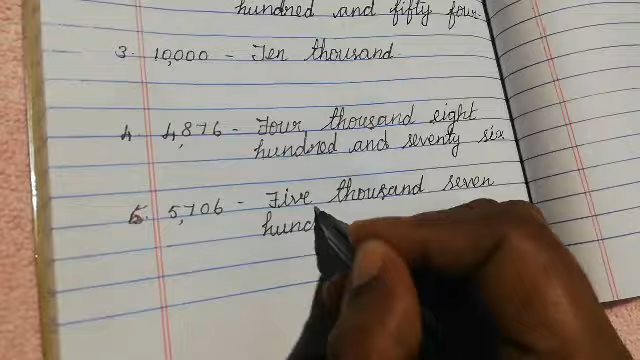 hundred and fifty four.
3. 10,000 - Ten thousand
4. 4,876 - Four thousand eight
hundred and seventy six
5. 5,706 - Five thousand seven
hund